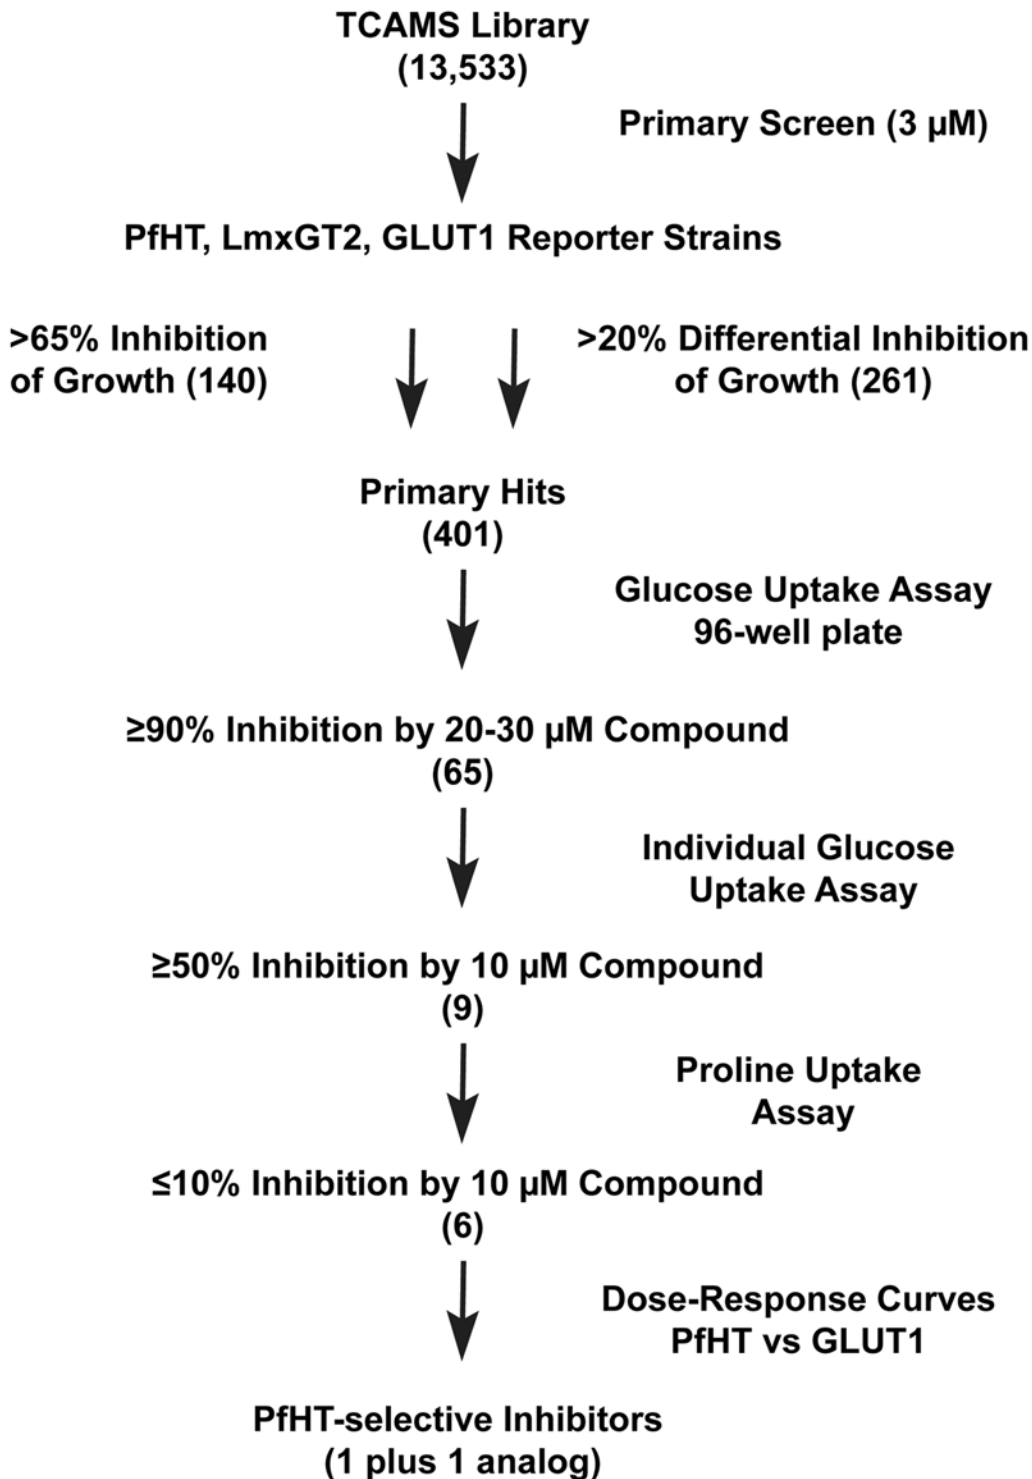 TCAMS Library
(13,533)
Primary Screen (3 µM)
PfHT, LmxGT2, GLUT1 Reporter Strains
>65% Inhibition
of Growth (140)
>20% Differential Inhibition
of Growth (261)
Primary Hits
(401)
Glucose Uptake Assay
96-well plate
≥90% Inhibition by 20-30 µM Compound
(65)
Individual Glucose
Uptake Assay
≥50% Inhibition by 10 µM Compound
(9)
Proline Uptake
Assay
≤10% Inhibition by 10 µM Compound
(6)
Dose-Response Curves
PfHT vs GLUT1
PfHT-selective Inhibitors
(1 plus 1 analog)